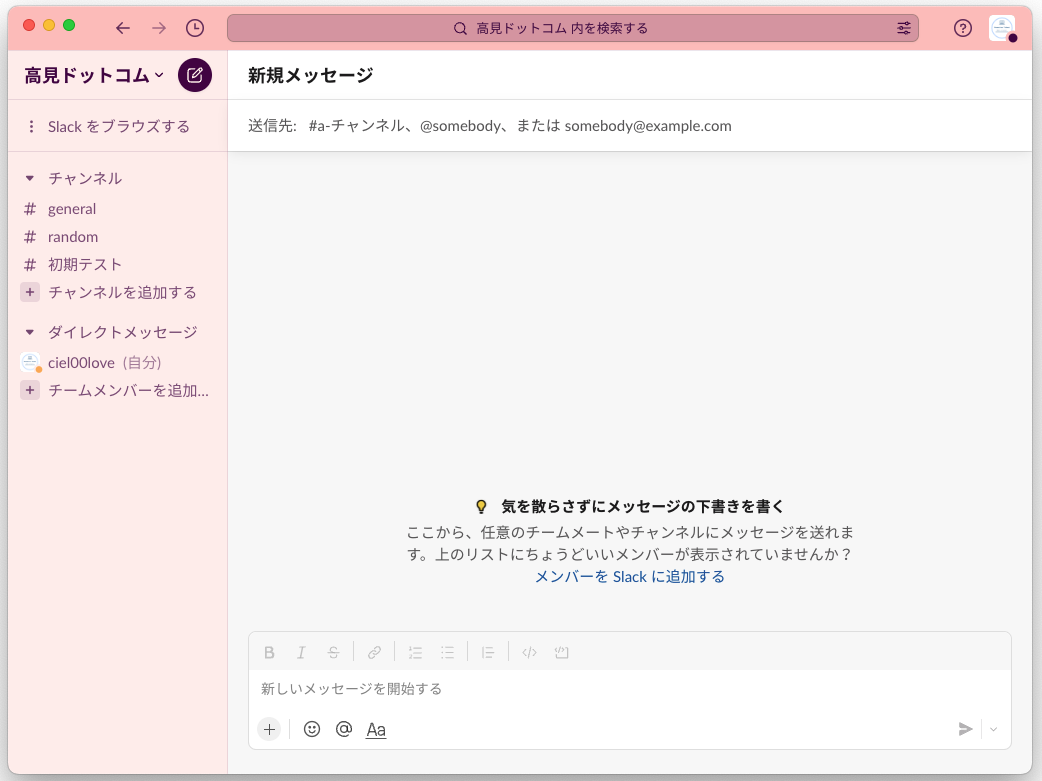 高見ドットコム 内を検索する
高見ドットコム
新規メッセージ
Slack をブラウズする
送信先: #a-チャンネル、@somebody、または somebody@example.com
チャンネル
# general
# random
# 初期テスト
+ チャンネルを追加する
ダイレクトメッセージ
ciel00love (自分)
+ チームメンバーを追加...
気を散らさずにメッセージの下書きを書く
ここから、任意のチームメートやチャンネルにメッセージを送れま
す。上のリストにちょうどいいメンバーが表示されていませんか？
メンバーを Slack に追加する
新しいメッセージを開始する
Aa